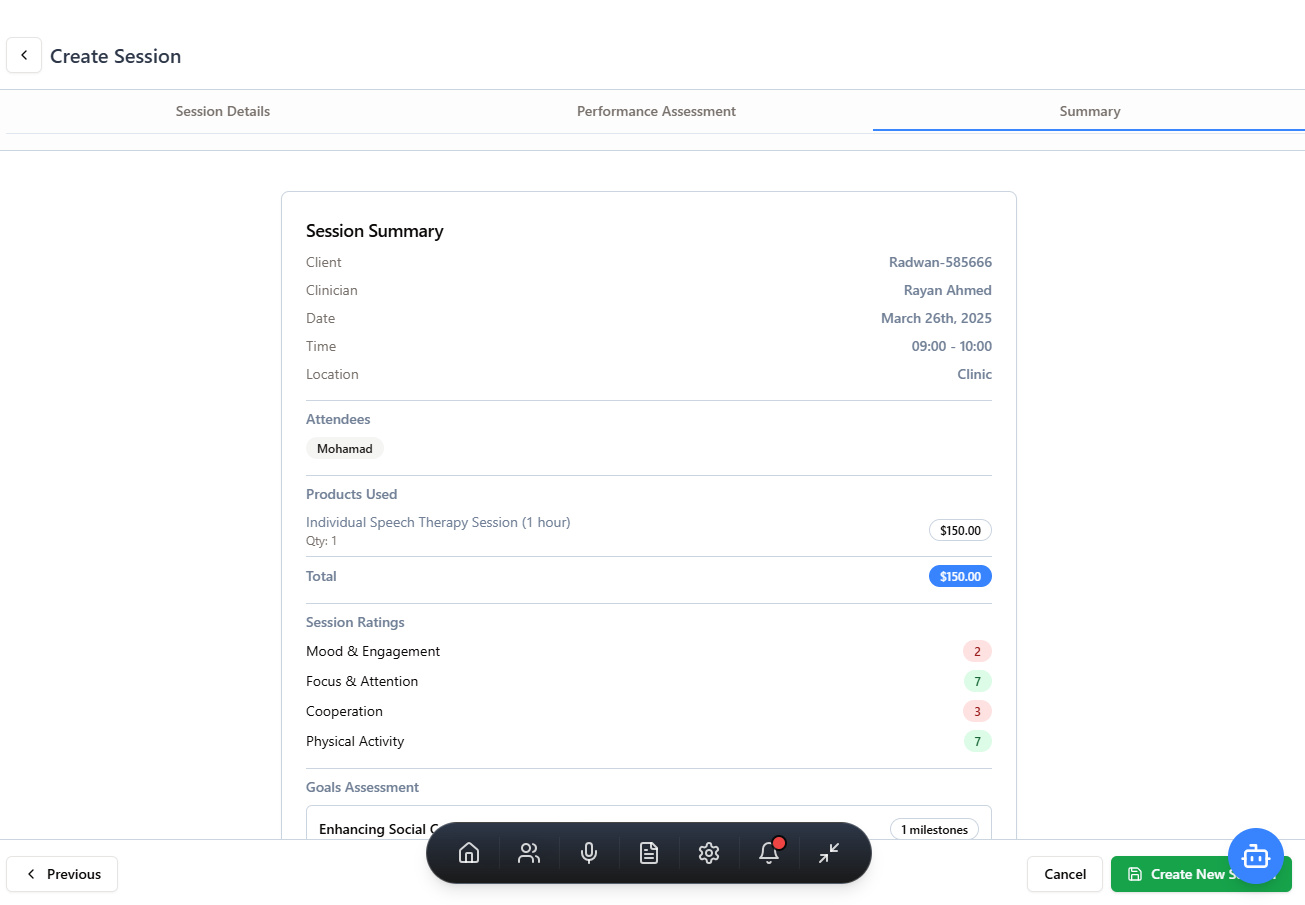 Create Session
Session Details Performance Assessment Summary
Session Summary
Client Radwan-585666
Clinician Rayan Ahmed
Date March 26th, 2025
Time 09:00 - 10:00
Location Clinic
Attendees
Mohamad
Products Used
Individual Speech Therapy Session (1 hour)
Qty: 1
$150.00
Total $150.00
Session Ratings
Mood & Engagement 2
Focus & Attention 7
Cooperation 3
Physical Activity 7
Goals Assessment
Enhancing Social 1 milestones
Previous Cancel Create New